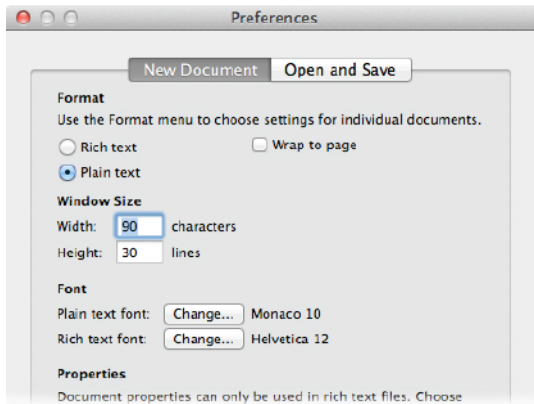 Preferences
New Document Open and Save
Format
Use the Format menu to choose settings for individual documents.
Rich text Wrap to page
Plain text
Window Size
Width: 90 characters
Height: 30 lines
Font
Plain text font: Change... Monaco 10
Rich text font: Change... Helvetica 12
Properties
Document properties can only be used in rich text files. Choose